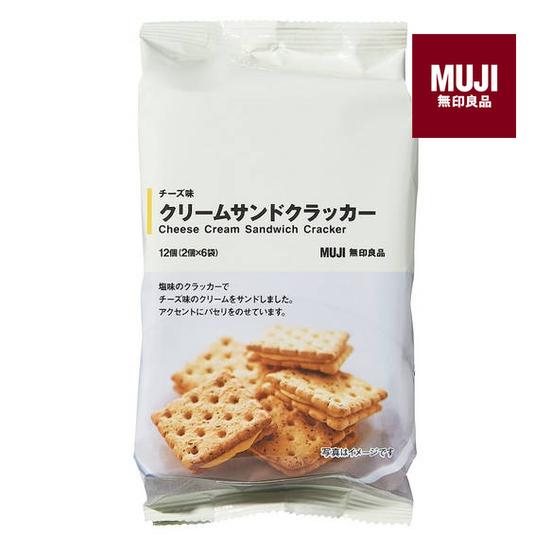 MUJI
無印良品
チーズ味
クリームサンドクラッカー
Cheese Cream Sandwich Cracker
12個(2個×6袋)
MUJI 無印良品
塩味のクラッカーで
チーズ味のクリームをサンドしました。
アクセントにパセリをのせています。
写真はイメージです